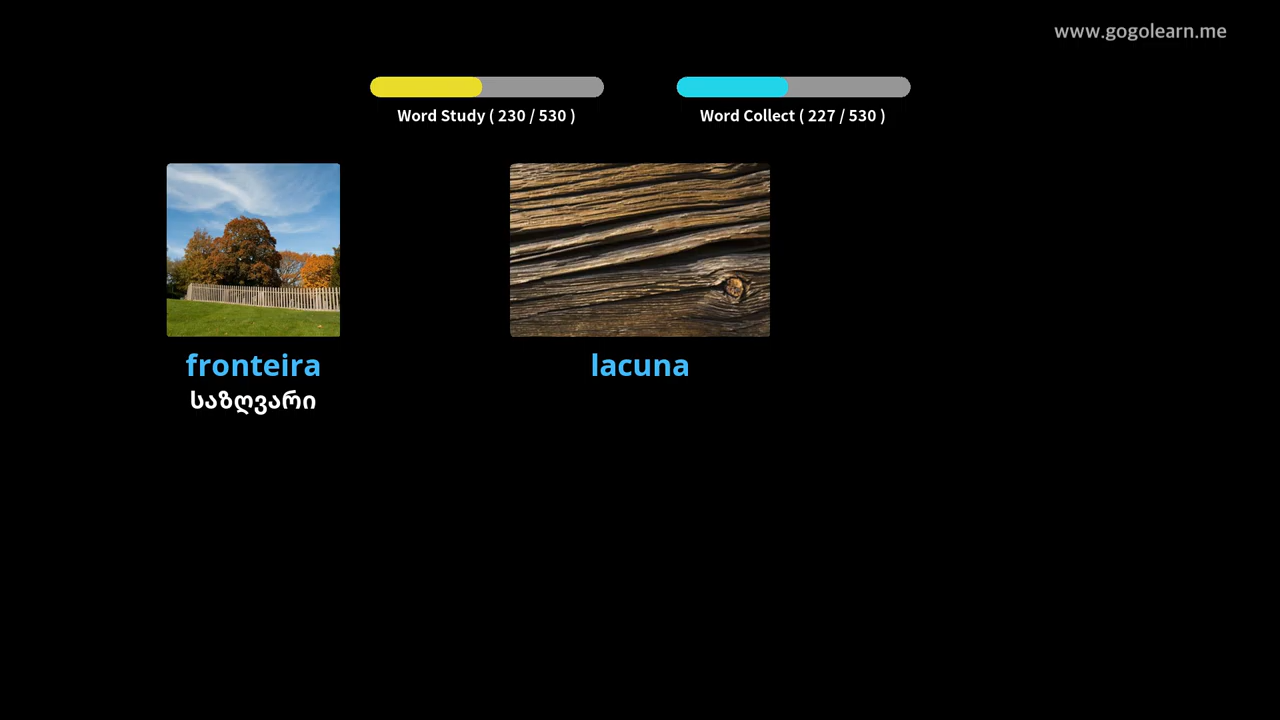 www.gogolearn.me
Word Study ( 230 / 530 )
Word Collect ( 227 / 530 )
fronteira
საზღვარი
lacuna